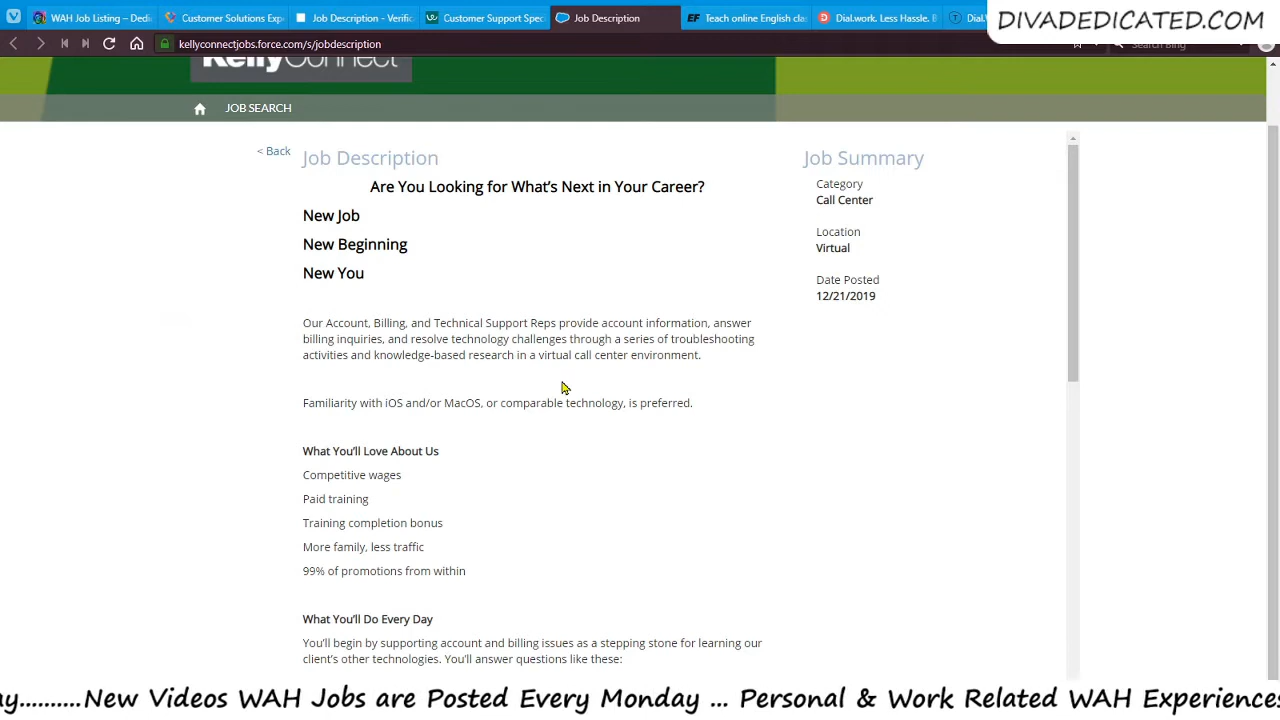 WAH Job Listing – Dedi
Customer Solutions Exp
Job Description - Verific
Customer Support Spec
Job Description
Teach online English cla
Dial.work. Less Hassle. B
Dial.
DIVADEDICATED.COM
kellyconnectjobs.force.com/s/jobdescription
Search Bing
KellyConnect
JOB SEARCH
< Back
Job Description
Are You Looking for What's Next in Your Career?
New Job
New Beginning
New You
Our Account, Billing, and Technical Support Reps provide account information, answer
billing inquiries, and resolve technology challenges through a series of troubleshooting
activities and knowledge-based research in a virtual call center environment.
Familiarity with iOS and/or MacOS, or comparable technology, is preferred.
What You'll Love About Us
Competitive wages
Paid training
Training completion bonus
More family, less traffic
99% of promotions from within
What You'll Do Every Day
You'll begin by supporting account and billing issues as a stepping stone for learning our
client's other technologies. You'll answer questions like these:
Job Summary
Category
Call Center
Location
Virtual
Date Posted
12/21/2019
ay..........New Videos WAH Jobs are Posted Every Monday ... Personal & Work Related WAH Experiences